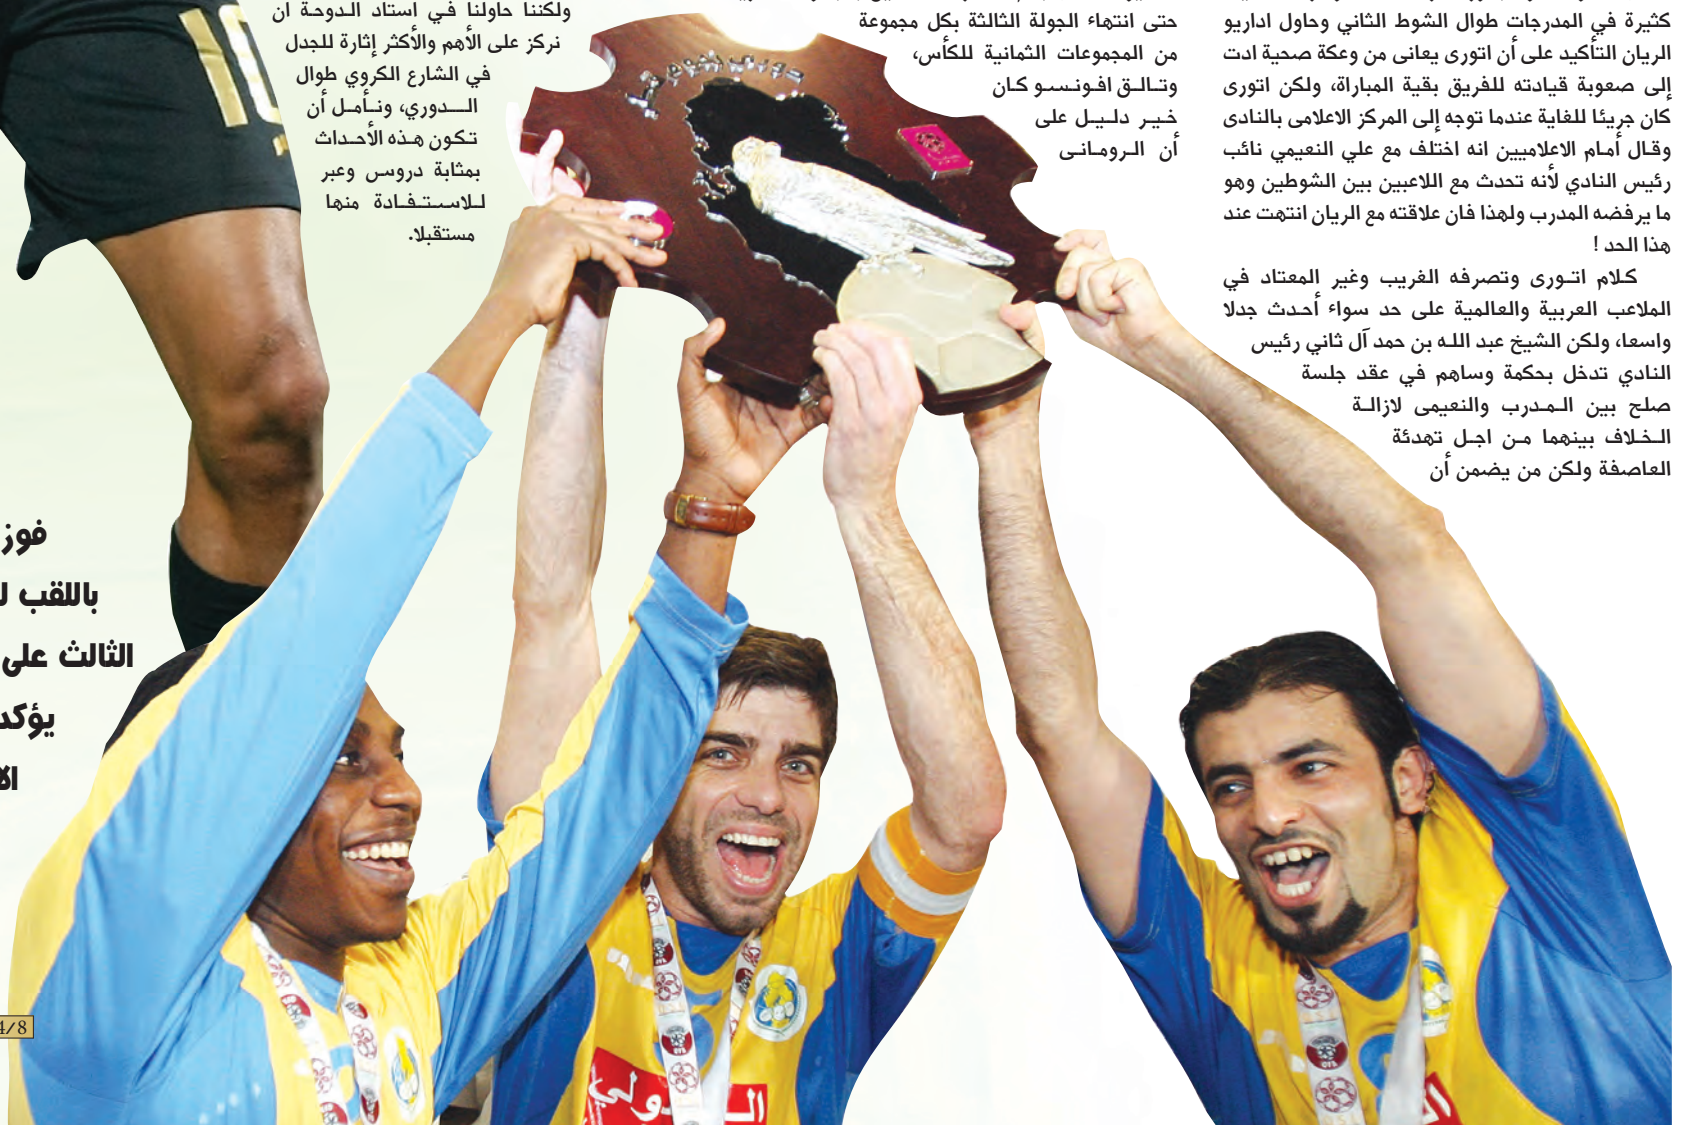 كثيرة في المدرجات طوال الشوط الثاني وحاول اداريو
الريان التأكيد على أن اتورى يعانى من وعكة صحية ادت
إلى صعوبة قيادته للفريق بقية المباراة، ولكن اتورى
كان جريئا للغاية عندما توجه إلى المركز الاعلامى بالنادى
وقال أمام الاعلاميين انه اختلف مع علي النعيمي نائب
رئيس النادي لأنه تحدث مع اللاعبين بين الشوطين وهو
ما يرفضه المدرب ولهذا فان علاقته مع الريان انتهت عند
هذا الحد !
كلام اتورى وتصرفه الغريب وغير المعتاد في
الملاعب العربية والعالمية على حد سواء أحدث جدلا
واسعا، ولكن الشيخ عبد الله بن حمد آل ثاني رئيس
النادي تدخل بحكمة وساهم في عقد جلسة
صلح بين المدرب والنعيمى لازالة
الخلاف بينهما من اجل تهدئة
العاصفة ولكن من يضمن أن
حتى انتهاء الجولة الثالثة بكل مجموعة
من المجموعات الثمانية للكأس،
وتالق افونسو كان
خير دليل على
أن الرومانى
ولكننا حاولنا في استاد الدوحة ان
نركز على الأهم والأكثر إثارة للجدل
في الشارع الكروي طوال
الدوري، ونأمل أن
تكون هذه الأحداث
بمثابة دروس وعبر
للاستفادة منها
مستقبلا.
فوز
باللقب
الثالث على
يؤكد
4/8